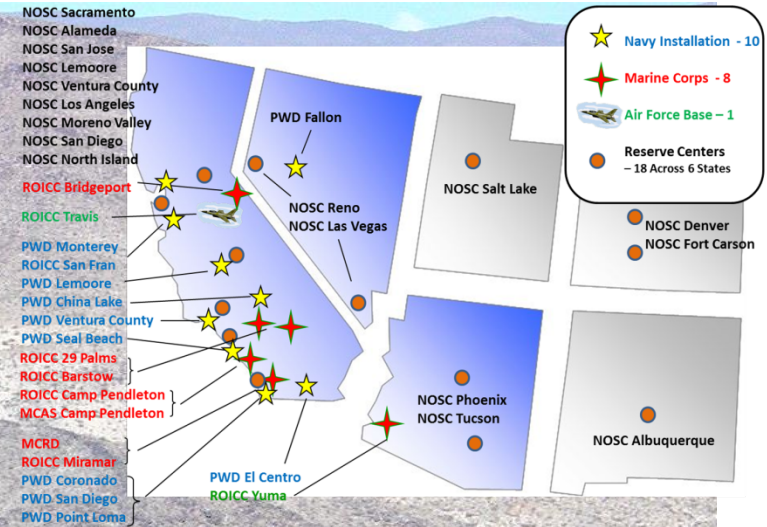 NOSC Sacramento
NOSC Alameda
NOSC San Jose
NOSC Lemoore
NOSC Ventura County
NOSC Los Angeles
NOSC Moreno Valley
NOSC San Diego
NOSC North Island
ROICC Bridgeport
ROICC Travis
PWD Monterey
ROICC San Fran
PWD Lemoore
PWD China Lake
PWD Ventura County
PWD Seal Beach
ROICC 29 Palms
ROICC Barstow
ROICC Camp Pendleton
MCAS Camp Pendleton
MCRD
ROICC Miramar
PWD Coronado
PWD San Diego
PWD Point Loma
PWD Fallon
NOSC Reno
NOSC Las Vegas
PWD El Centro
ROICC Yuma
NOSC Salt Lake
NOSC Phoenix
NOSC Tucson
Navy Installation - 10
Marine Corps - 8
Air Force Base – 1
Reserve Centers
– 18 Across 6 States
NOSC Denver
NOSC Fort Carson
NOSC Albuquerque